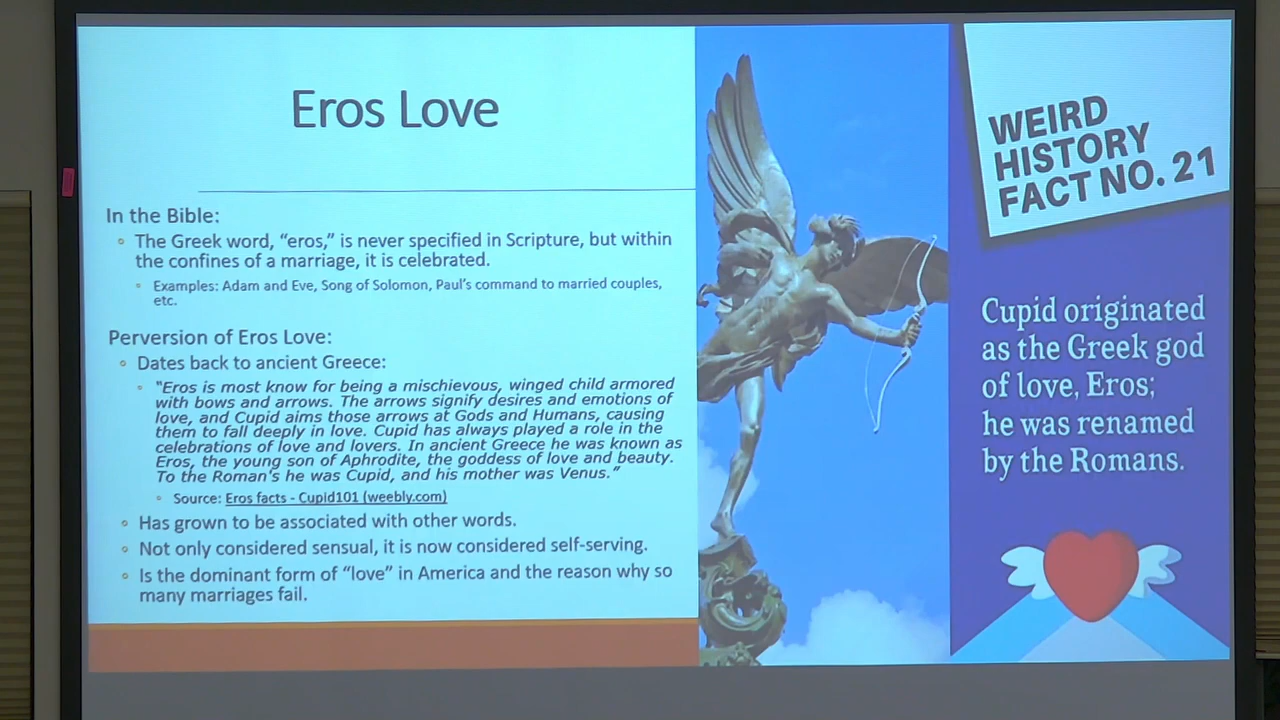 Eros Love
In the Bible:
The Greek word, “eros,” is never specified in Scripture, but within
the confines of a marriage, it is celebrated.
Examples: Adam and Eve, Song of Solomon, Paul’s command to married couples,
etc.
Perversion of Eros Love:
Dates back to ancient Greece:
“Eros is most know for being a mischievous, winged child armored
with bows and arrows. The arrows signify desires and emotions of
love, and Cupid aims those arrows at Gods and Humans, causing
them to fall deeply in love. Cupid has always played a role in the
celebrations of love and lovers. In ancient Greece he was known as
Eros, the young son of Aphrodite, the goddess of love and beauty.
To the Roman's he was Cupid, and his mother was Venus.”
Source: Eros facts - Cupid101 (weebly.com)
Has grown to be associated with other words.
Not only considered sensual, it is now considered self-serving.
Is the dominant form of “love” in America and the reason why so
many marriages fail.
WEIRD
HISTORY
FACT NO. 21
Cupid originated
as the Greek god
of love, Eros;
he was renamed
by the Romans.